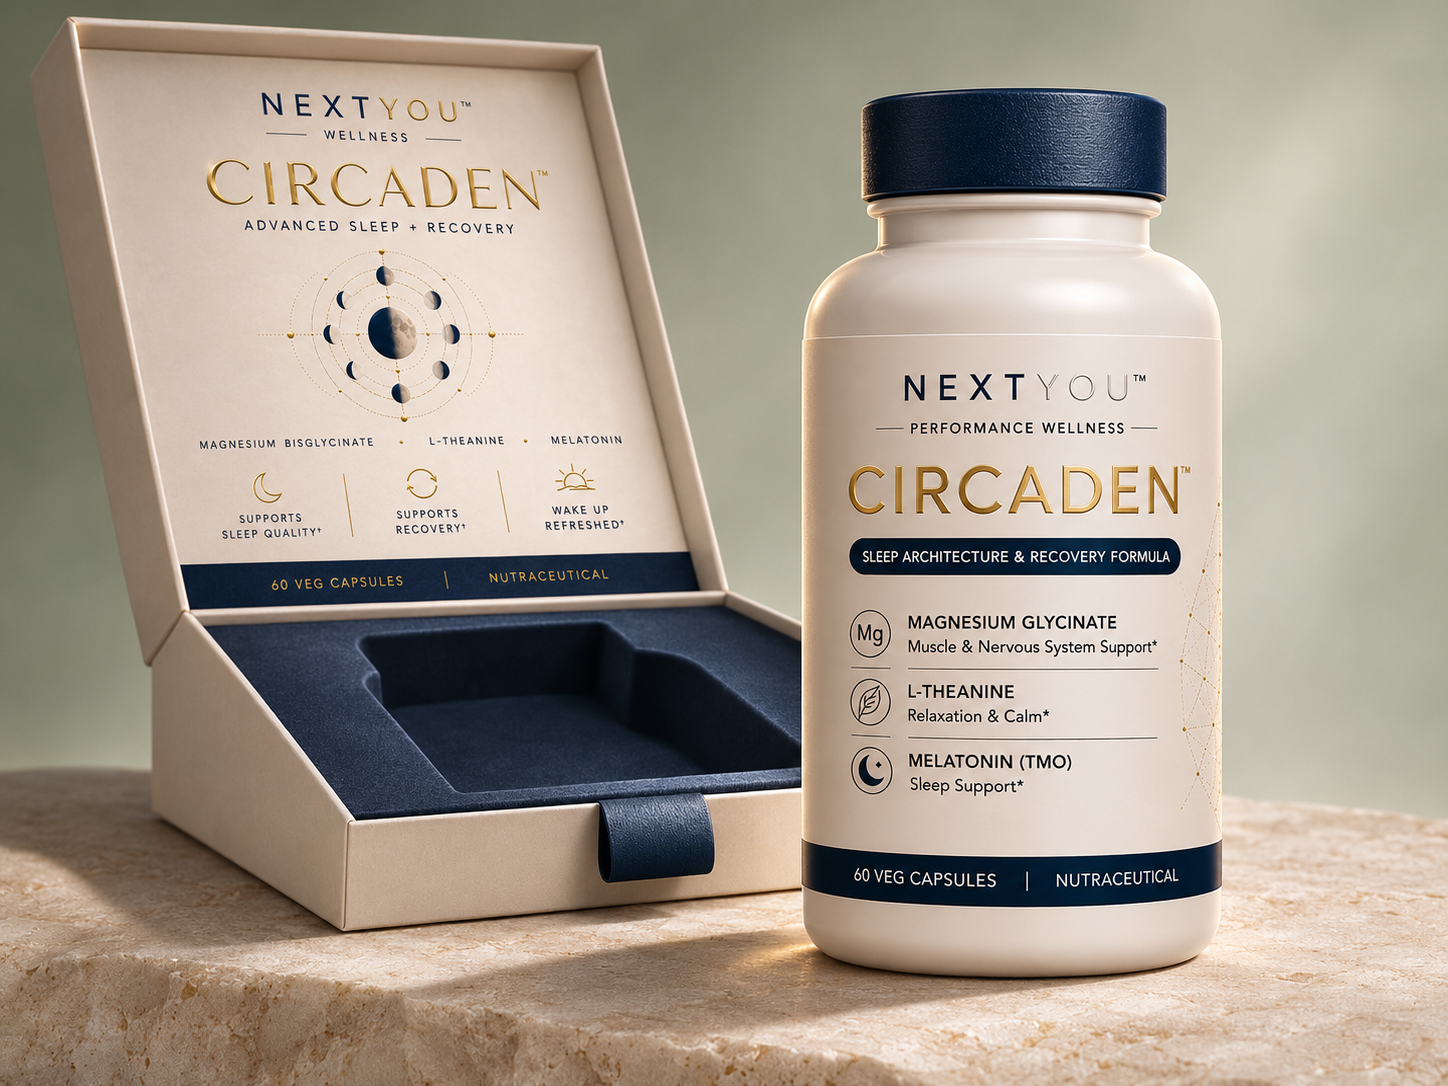 NEXTYOU™
WELLNESS
CIRCADEN™
ADVANCED SLEEP + RECOVERY
MAGNESIUM BISGLYCINATE • L-THEANINE • MELATONIN
SUPPORTS
SLEEP QUALITY†
SUPPORTS
RECOVERY†
WAKE UP
REFRESHED†
60 VEG CAPSULES | NUTRACEUTICAL
NEXTYOU™
PERFORMANCE WELLNESS
CIRCADEN™
SLEEP ARCHITECTURE & RECOVERY FORMULA
Mg
MAGNESIUM GLYCINATE
Muscle & Nervous System Support*
L-THEANINE
Relaxation & Calm*
MELATONIN (TMO)
Sleep Support*
60 VEG CAPSULES | NUTRACEUTICAL